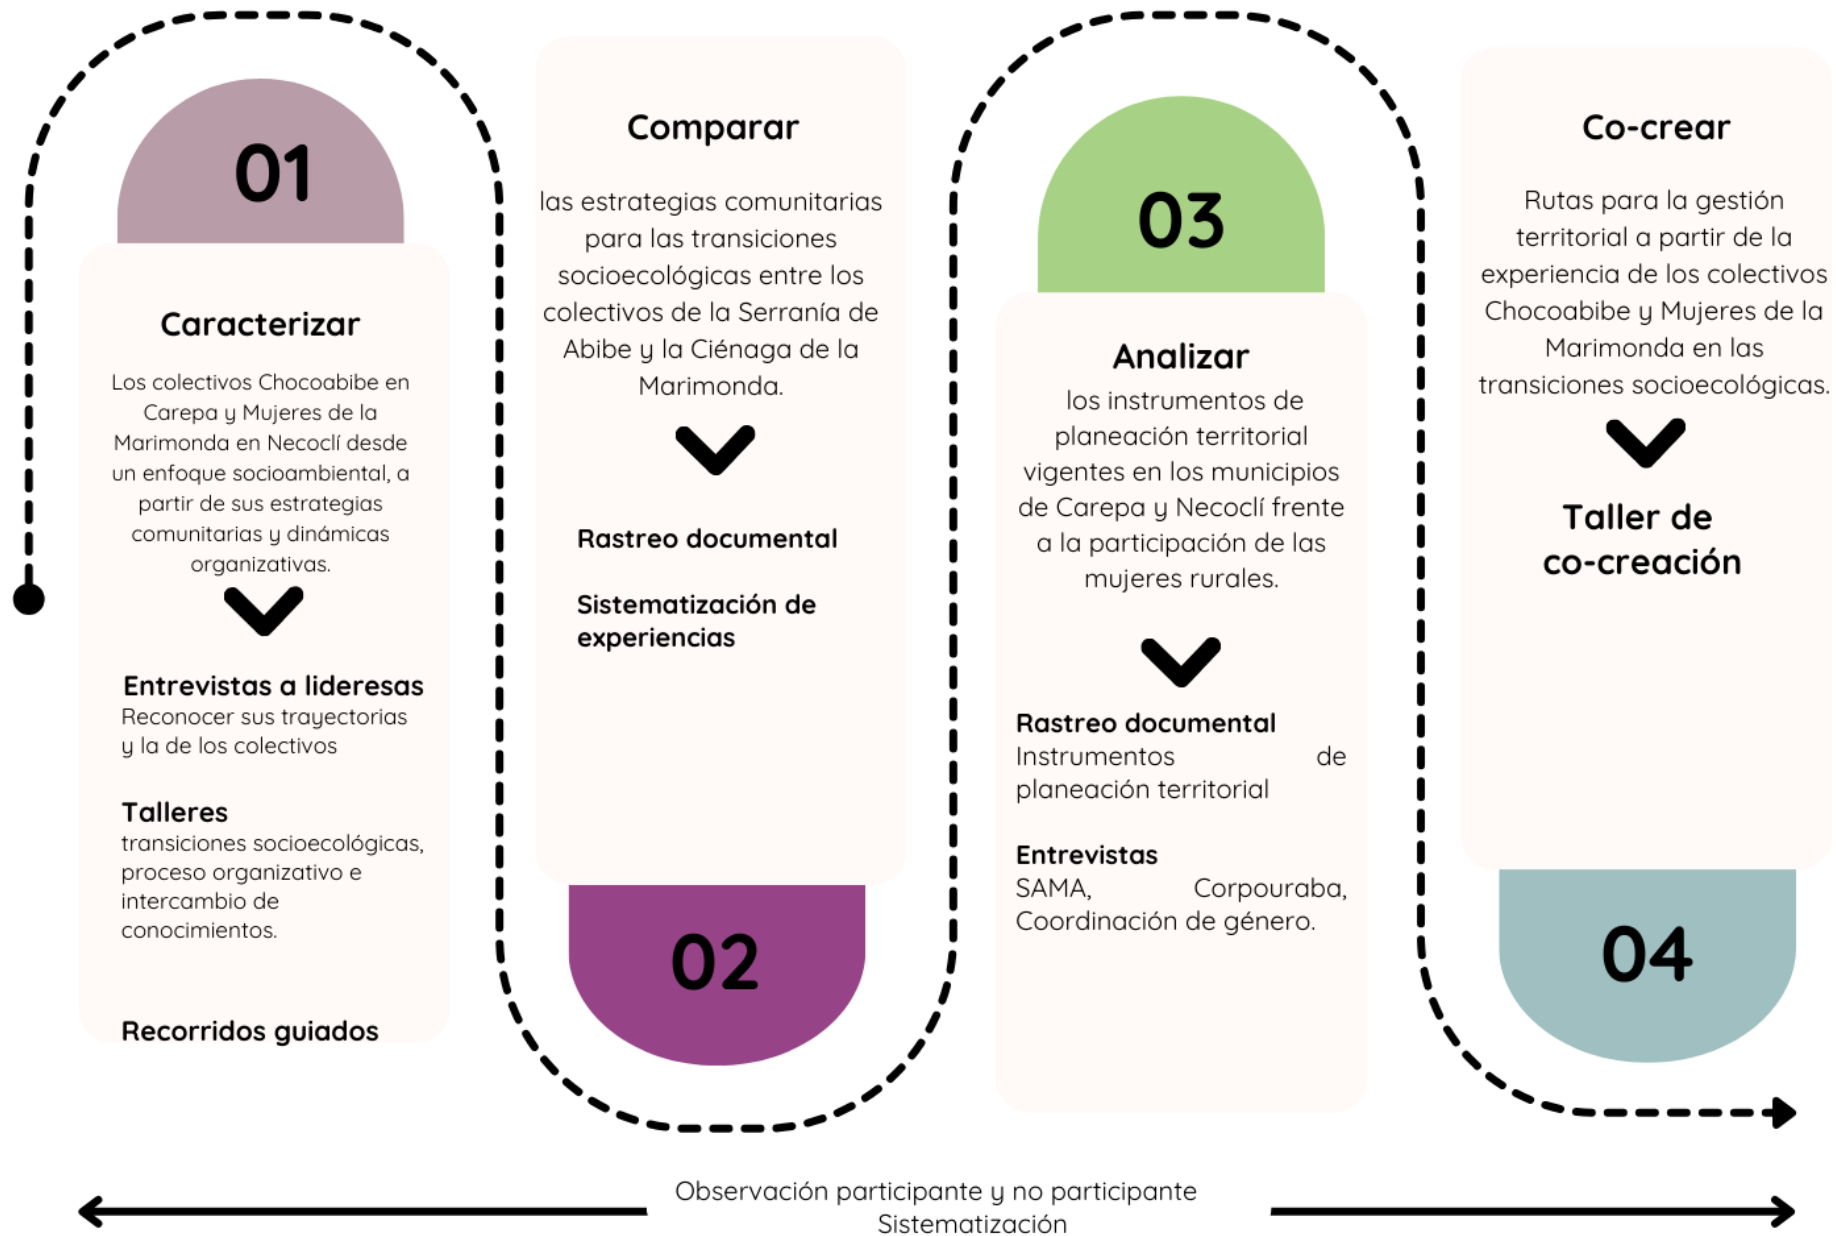 01
Caracterizar
Los colectivos Chocoabibe en
Carepa y Mujeres de la
Marimonda en Necoclí desde
un enfoque socioambiental, a
partir de sus estrategias
comunitarias y dinámicas
organizativas.
Entrevistas a lideresas
Reconocer sus trayectorias
y la de los colectivos
Talleres
transiciones socioecológicas,
proceso organizativo e
intercambio de
conocimientos.
Recorridos guiados
Comparar
las estrategias comunitarias
para las transiciones
socioecológicas entre los
colectivos de la Serranía de
Abibe y la Ciénaga de la
Marimonda.
Rastreo documental
Sistematización de
experiencias
02
03
Analizar
los instrumentos de
planeación territorial
vigentes en los municipios
de Carepa y Necoclí frente
a la participación de las
mujeres rurales.
Rastreo documental
Instrumentos de
planeación territorial
Entrevistas
SAMA, Corpouraba,
Coordinación de género.
Co-crear
Rutas para la gestión
territorial a partir de la
experiencia de los colectivos
Chocoabibe y Mujeres de la
Marimonda en las
transiciones socioecológicas.
Taller de
co-creación
04
Observación participante y no participante
Sistematización